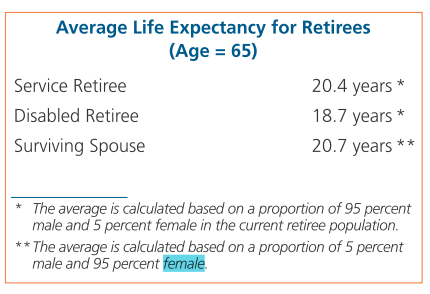 Average Life Expectancy for Retirees
(Age = 65)
Service Retiree 20.4 years *
Disabled Retiree 18.7 years *
Surviving Spouse 20.7 years **
* The average is calculated based on a proportion of 95 percent
male and 5 percent female in the current retiree population.
** The average is calculated based on a proportion of 5 percent
male and 95 percent female.